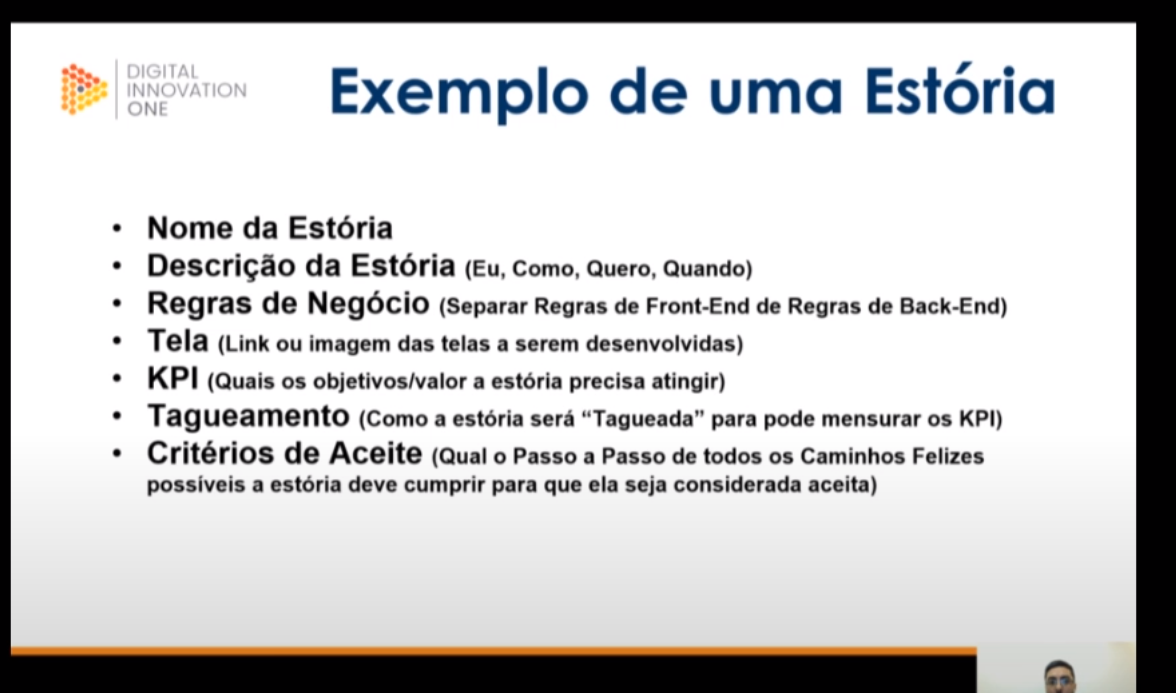 DIGITAL
INNOVATION
ONE
Exemplo de uma Estória
• Nome da Estória
• Descrição da Estória (Eu, Como, Quero, Quando)
• Regras de Negócio (Separar Regras de Front-End de Regras de Back-End)
• Tela (Link ou imagem das telas a serem desenvolvidas)
• KPI (Quais os objetivos/valor a estória precisa atingir)
• Tagueamento (Como a estória será “Tagueada” para pode mensurar os KPI)
• Critérios de Aceite (Qual o Passo a Passo de todos os Caminhos Felizes
possíveis a estória deve cumprir para que ela seja considerada aceita)